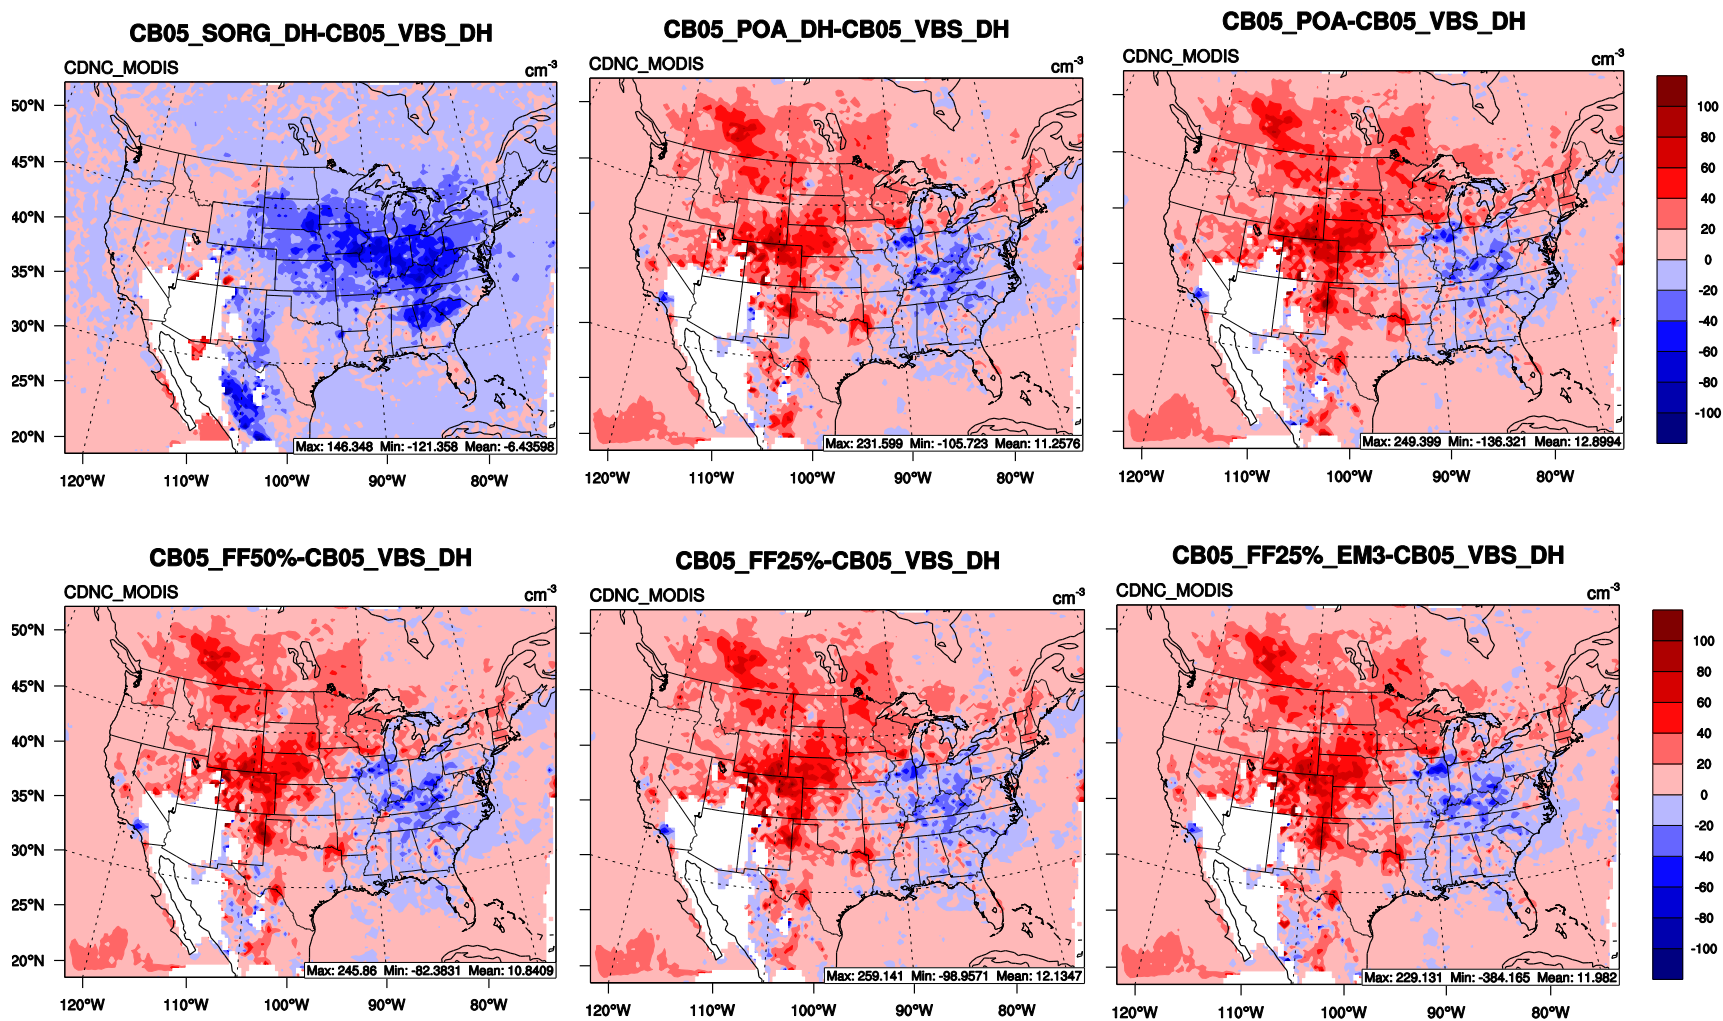 CB05_SORG_DH-CB05_VBS_DH
CDNC_MODIS cm-3
50°N
45°N
40°N
35°N
30°N
25°N
20°N
Max: 146.348 Min: -121.358 Mean: -6.43598
120°W 110°W 100°W 90°W 80°W
CB05_POA_DH-CB05_VBS_DH
CDNC_MODIS cm-3
Max: 231.599 Min: -105.723 Mean: 11.2576
120°W 110°W 100°W 90°W 80°W
CB05_POA-CB05_VBS_DH
CDNC_MODIS cm-3
Max: 249.399 Min: -136.321 Mean: 12.8994
120°W 110°W 100°W 90°W 80°W
100
80
60
40
20
0
-20
-40
-60
-80
-100
CB05_FF50%-CB05_VBS_DH
CDNC_MODIS cm-3
50°N
45°N
40°N
35°N
30°N
25°N
20°N
Max: 245.86 Min: -82.3831 Mean: 10.8409
120°W 110°W 100°W 90°W 80°W
CB05_FF25%-CB05_VBS_DH
CDNC_MODIS cm-3
Max: 259.141 Min: -98.9571 Mean: 12.1347
120°W 110°W 100°W 90°W 80°W
CB05_FF25%_EM3-CB05_VBS_DH
CDNC_MODIS cm-3
Max: 229.131 Min: -384.165 Mean: 11.982
120°W 110°W 100°W 90°W 80°W
100
80
60
40
20
0
-20
-40
-60
-80
-100